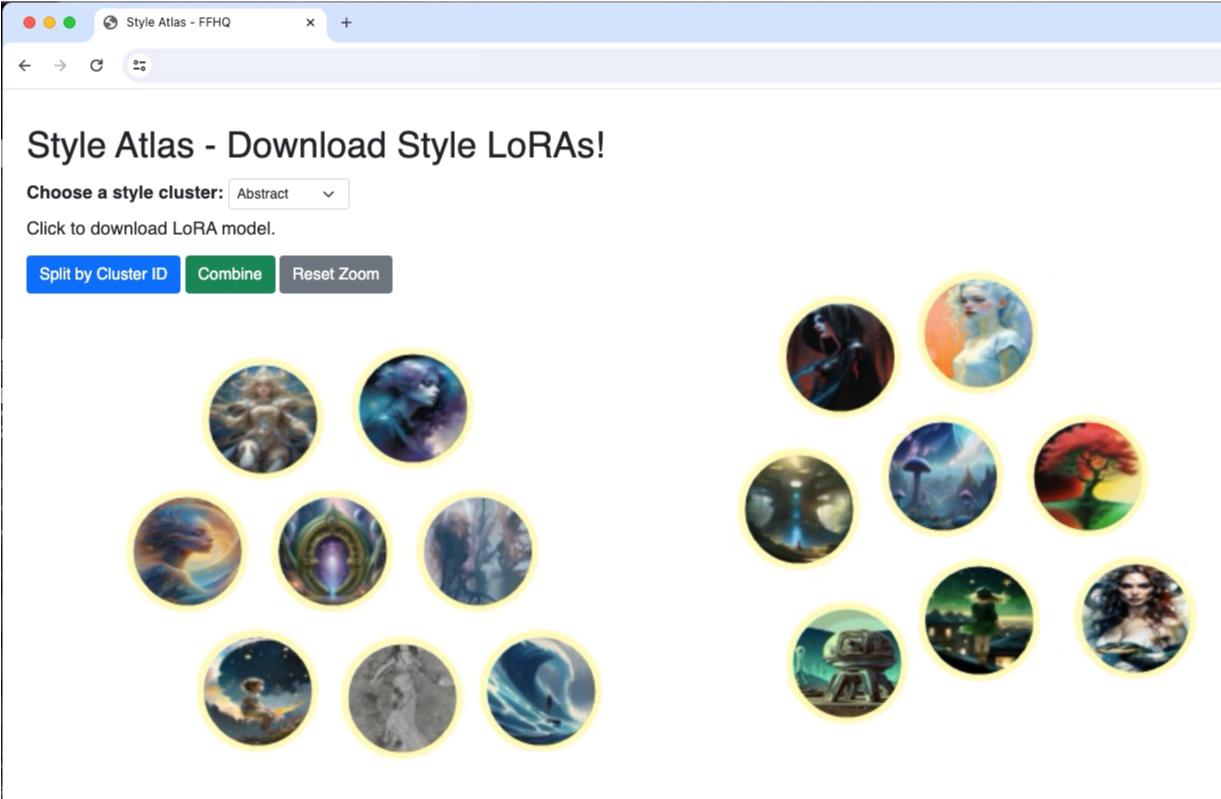 Style Atlas - FFHQ
Style Atlas - Download Style LoRAs!
Choose a style cluster: Abstract
Click to download LoRA model.
Split by Cluster ID Combine Reset Zoom